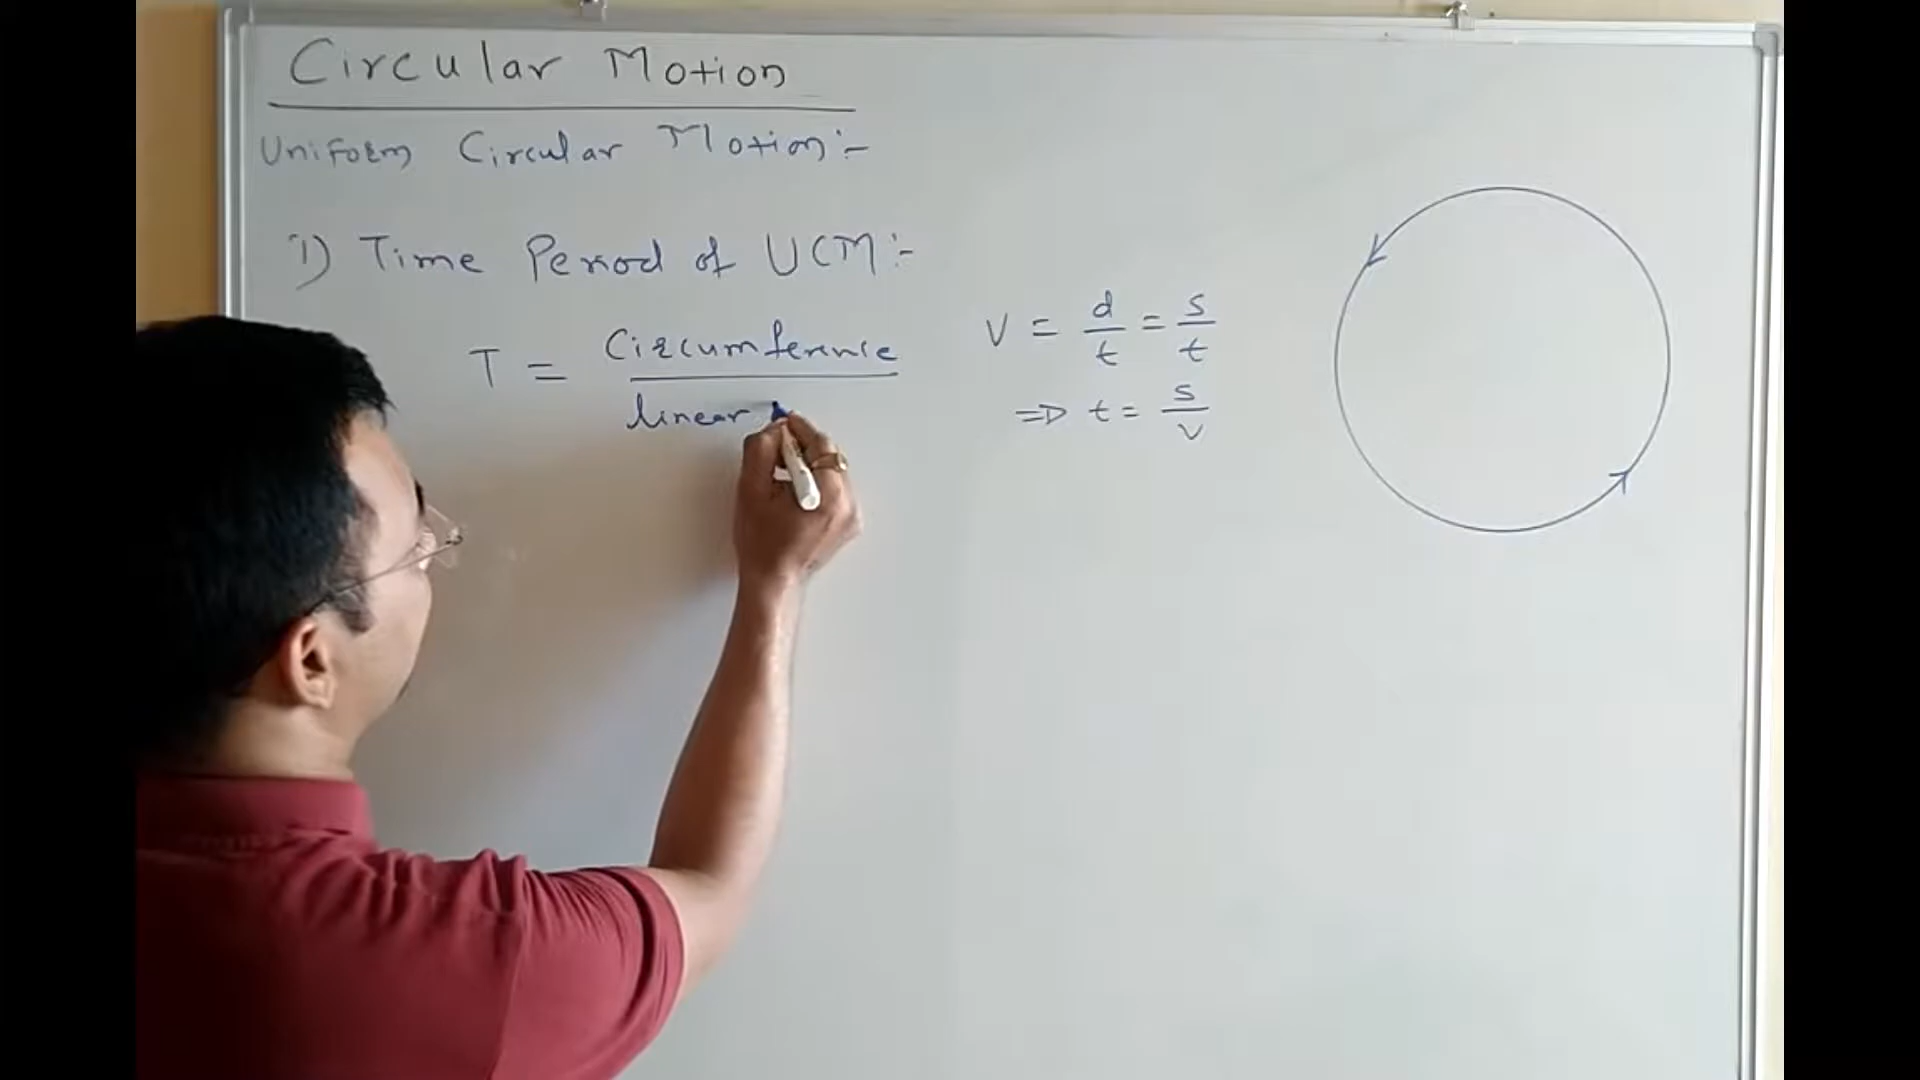 Circular Motion
Uniform Circular Motion:-
1) Time Period of UCM:-
T = Circumference / linear
V = d/t = s/t
=> t = s/v